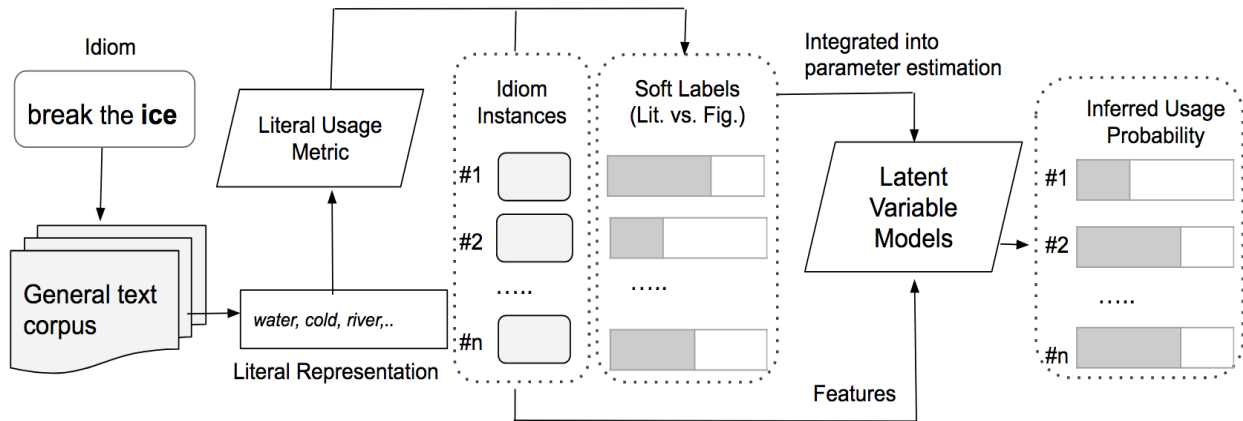 Idiom
break the ice
General text
corpus
Literal Usage
Metric
water, cold, river,..
Literal Representation
Idiom
Instances
#1
#2
.....
#n
Soft Labels
(Lit. vs. Fig.)
.....
Integrated into
parameter estimation
Latent
Variable
Models
Features
Inferred Usage
Probability
#1
#2
.....
#n